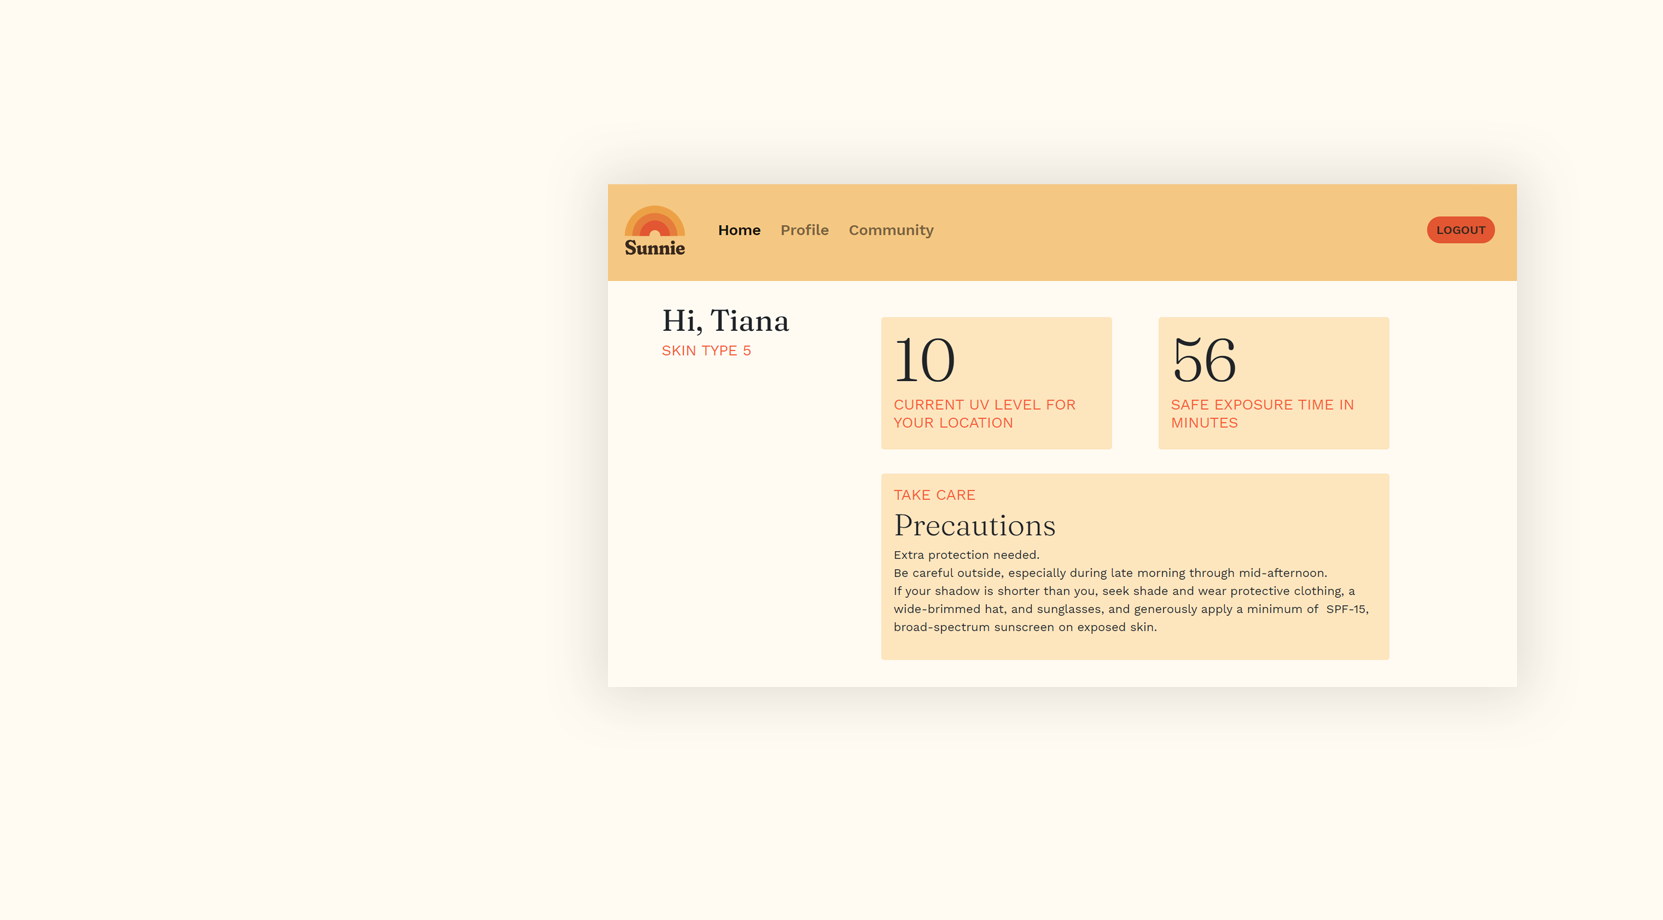 Sunnie
Home Profile Community
LOGOUT
Hi, Tiana
SKIN TYPE 5
10
CURRENT UV LEVEL FOR
YOUR LOCATION
56
SAFE EXPOSURE TIME IN
MINUTES
TAKE CARE
Precautions
Extra protection needed.
Be careful outside, especially during late morning through mid-afternoon.
If your shadow is shorter than you, seek shade and wear protective clothing, a
wide-brimmed hat, and sunglasses, and generously apply a minimum of  SPF-15,
broad-spectrum sunscreen on exposed skin.